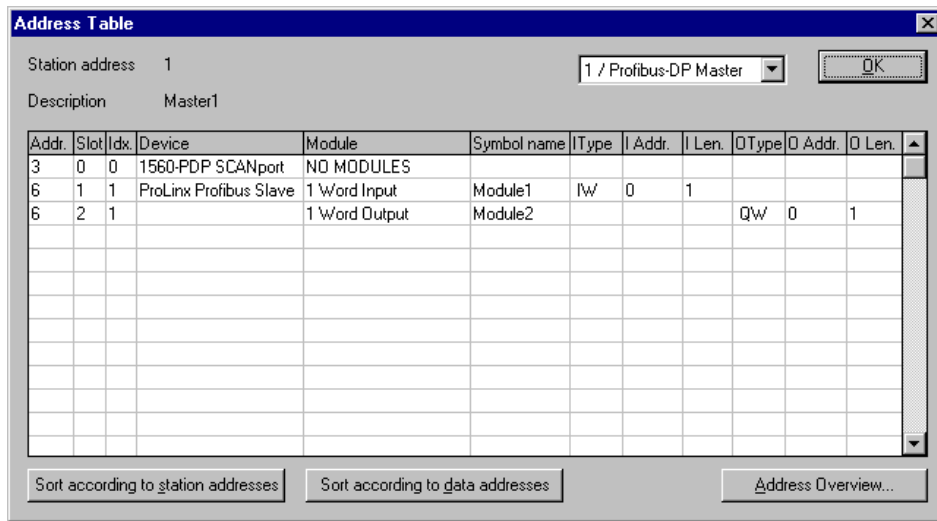 Address Table
Station address 1
1 / Profibus-DP Master
OK
Description Master1
Addr. Slot Idx. Device Module Symbol name IType I Addr. I Len. OType O Addr. O Len.
3 0 0 1560-PDP SCANport NO MODULES
6 1 1 ProLinx Profibus Slave 1 Word Input Module1 IW 0 1
6 2 1 1 Word Output Module2 QW 0 1
Sort according to station addresses Sort according to data addresses Address Overview...